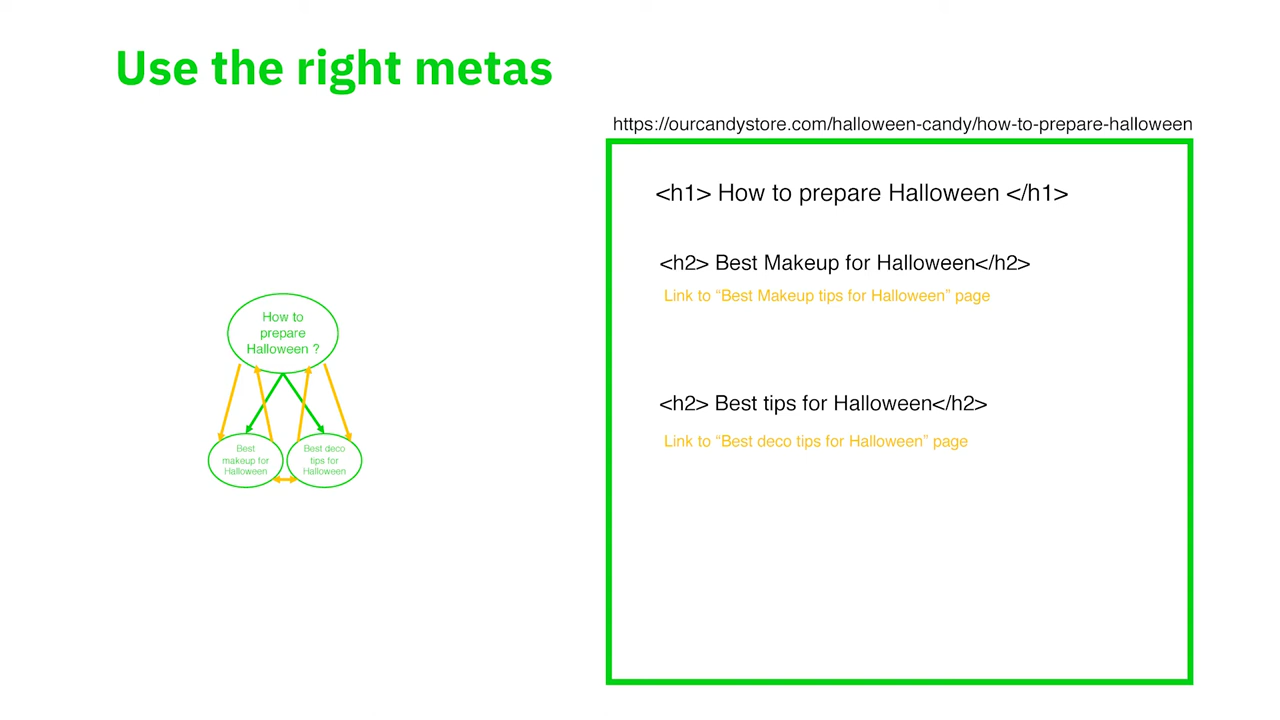 Use the right metas
https://ourcandystore.com/halloween-candy/how-to-prepare-halloween
<h1> How to prepare Halloween </h1>
<h2> Best Makeup for Halloween</h2>
Link to “Best Makeup tips for Halloween” page
<h2> Best tips for Halloween</h2>
Link to “Best deco tips for Halloween” page
How to
prepare
Halloween ?
Best
makeup for
Halloween
Best deco
tips for
Halloween